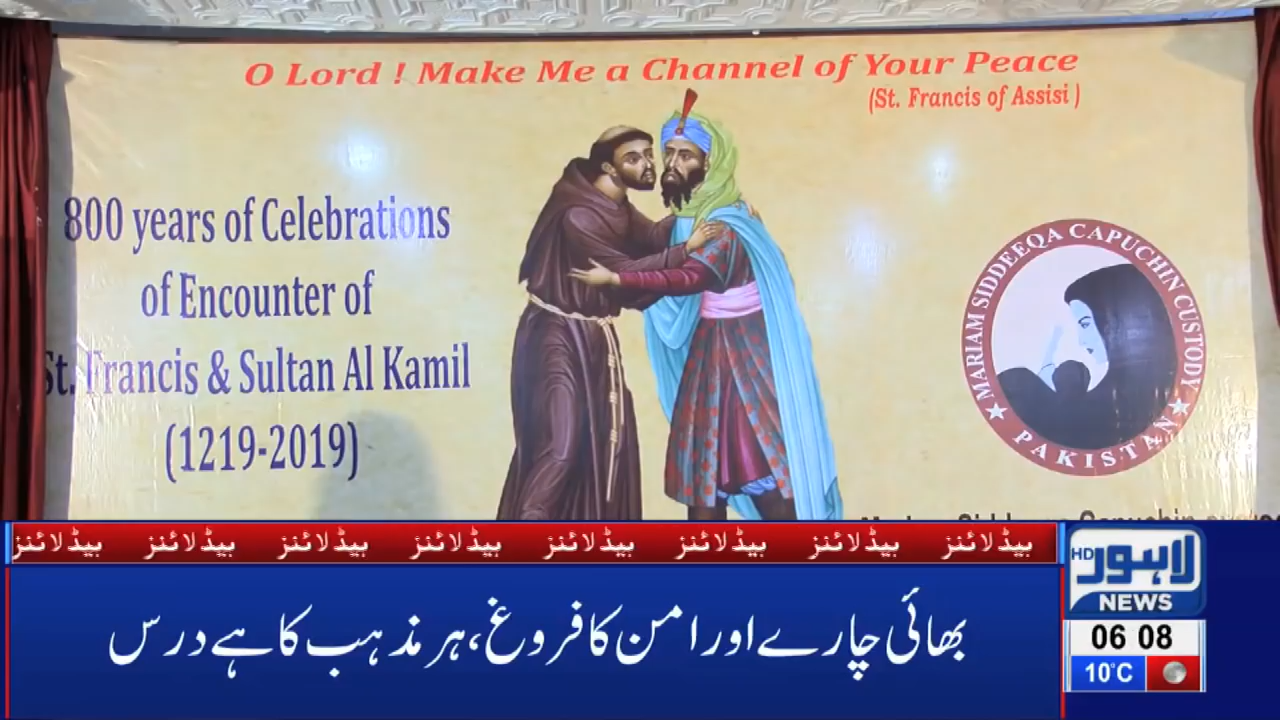 O Lord ! Make Me a Channel of Your Peace
(St. Francis of Assisi )
800 years of Celebrations
of Encounter of
St. Francis & Sultan Al Kamil
(1219-2019)
MARIAM SIDDEEQA CAPUCHIN CUSTODY
PAKISTAN
ہیڈلائنز ہیڈلائنز ہیڈلائنز ہیڈلائنز ہیڈلائنز ہیڈلائنز ہیڈلائنز ہیڈلائنز
بھائی چارے اور امن کا فروغ، ہر مذہب کا ہے درس
لاہور HD
NEWS
06 08
10°C